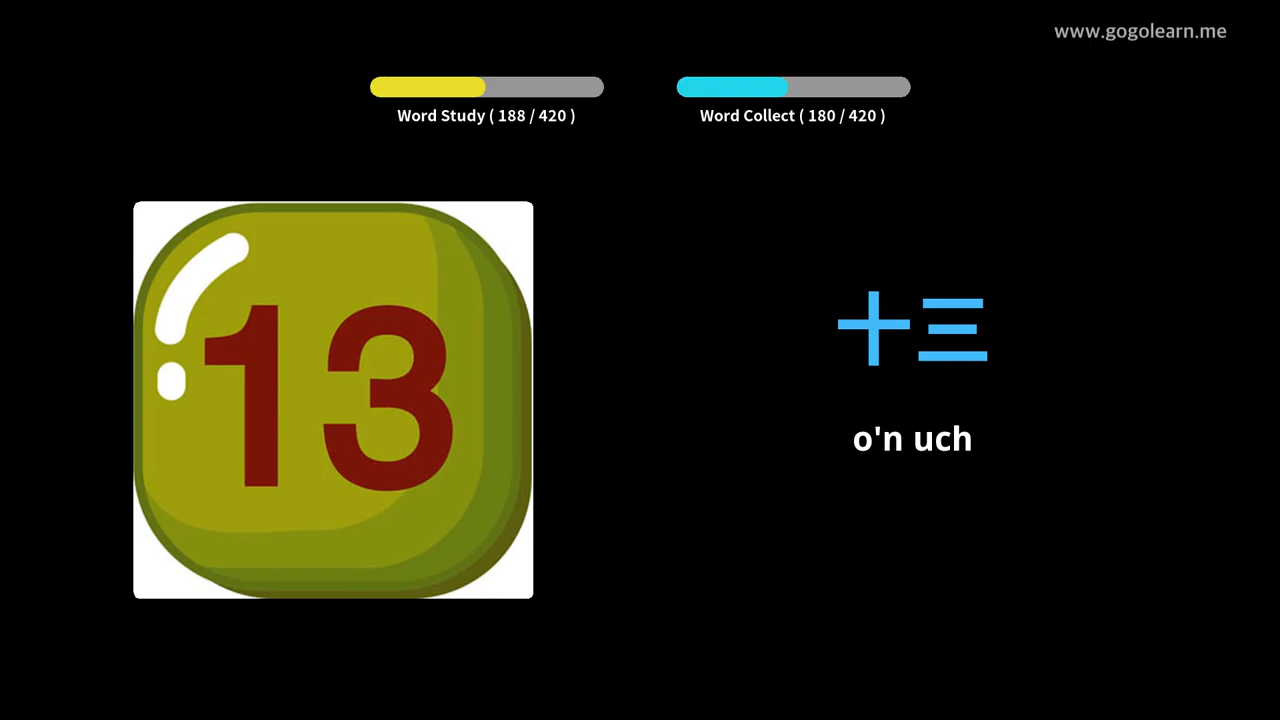 www.gogolearn.me
Word Study ( 188 / 420 )
Word Collect ( 180 / 420 )
13
十三
o'n uch